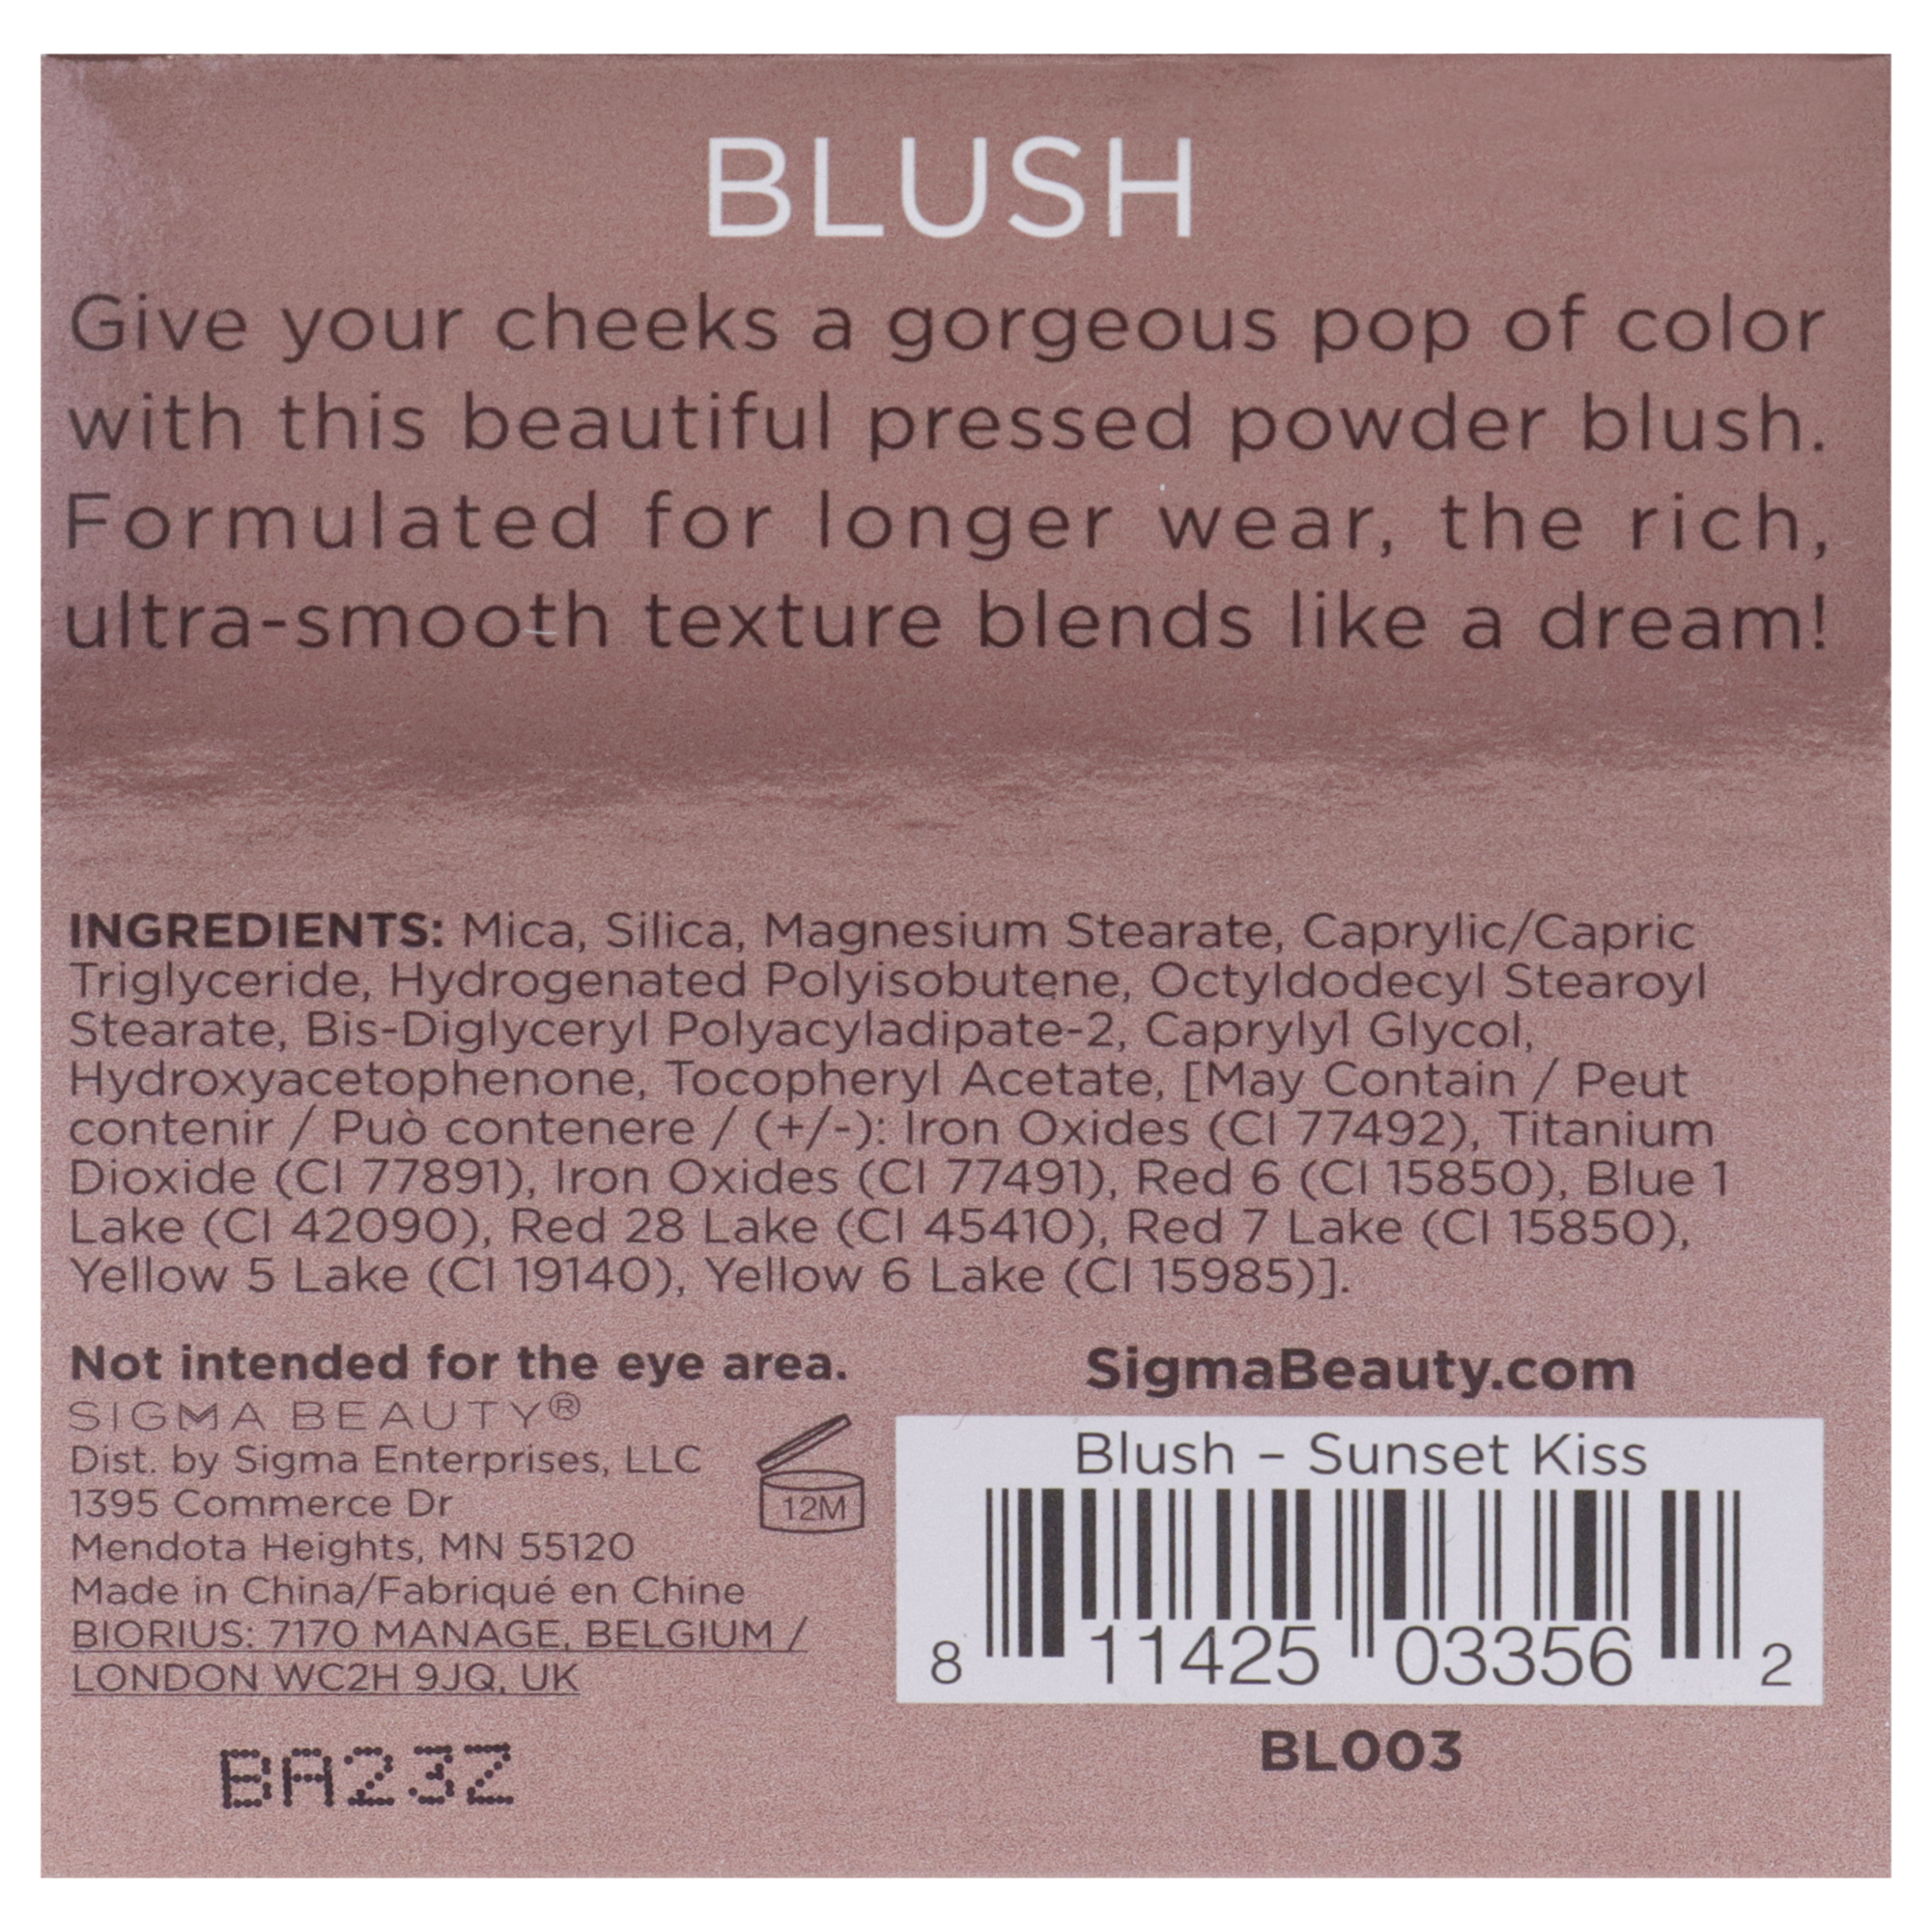 BLUSH
Give your cheeks a gorgeous pop of color
with this beautiful pressed powder blush.
Formulated for longer wear, the rich,
ultra-smooth texture blends like a dream!
INGREDIENTS: Mica, Silica, Magnesium Stearate, Caprylic/Capric
Triglyceride, Hydrogenated Polyisobutene, Octyldodecyl Stearoyl
Stearate, Bis-Diglyceryl Polyacyladipate-2, Caprylyl Glycol,
Hydroxyacetophenone, Tocopheryl Acetate, [May Contain / Peut
contenir / Può contenere / (+/-): Iron Oxides (CI 77492), Titanium
Dioxide (CI 77891), Iron Oxides (CI 77491), Red 6 (CI 15850), Blue 1
Lake (CI 42090), Red 28 Lake (CI 45410), Red 7 Lake (CI 15850),
Yellow 5 Lake (CI 19140), Yellow 6 Lake (CI 15985)].
Not intended for the eye area.
SIGMA BEAUTY®
Dist. by Sigma Enterprises, LLC
1395 Commerce Dr
Mendota Heights, MN 55120
Made in China/Fabriqué en Chine
BIORIUS: 7170 MANAGE, BELGIUM /
LONDON WC2H 9JQ, UK
12M
BA23Z
SigmaBeauty.com
Blush – Sunset Kiss
8 11425 03356 2
BL003